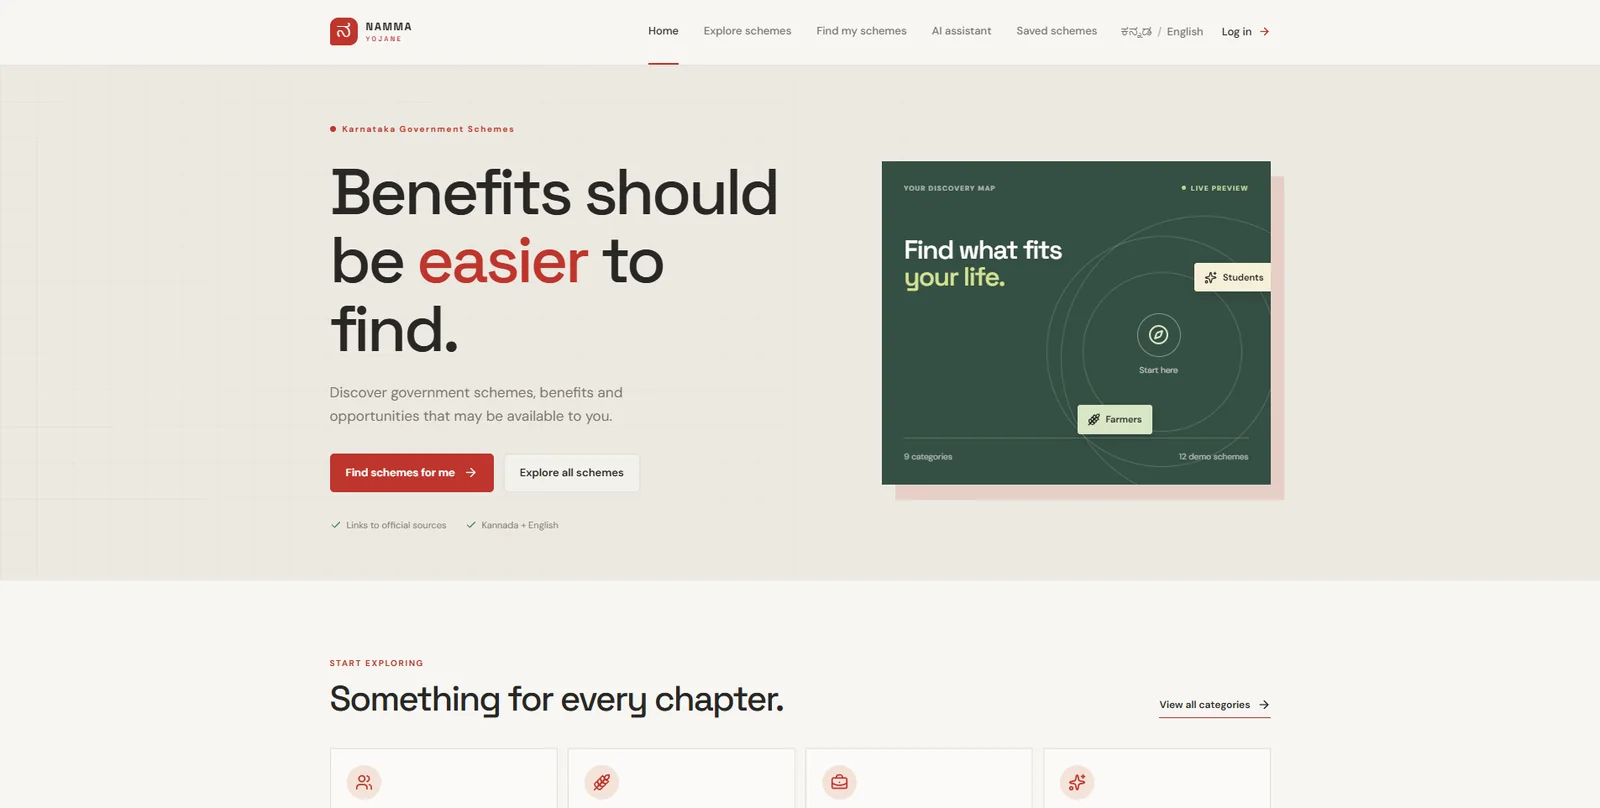 ನ
NAMMA
YOJANE
Home
Explore schemes
Find my schemes
AI assistant
Saved schemes
ಕನ್ನಡ / English
Log in
Karnataka Government Schemes
Benefits should
be easier to
find.
Discover government schemes, benefits and
opportunities that may be available to you.
Find schemes for me
Explore all schemes
Links to official sources
Kannada + English
YOUR DISCOVERY MAP
LIVE PREVIEW
Find what fits
your life.
Students
Start here
Farmers
9 categories
12 demo schemes
START EXPLORING
Something for every chapter.
View all categories